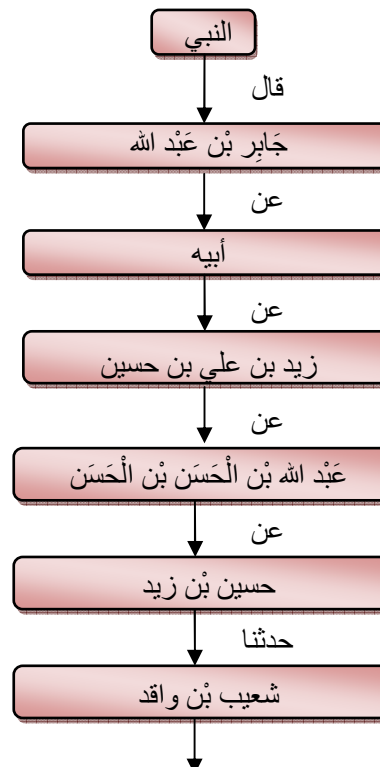 النبي
قال
جَابِر بْن عَبْد الله
عن
أبيه
عن
زيد بن علي بن حسين
عن
عَبْد الله بْن الْحَسَن بْن الْحَسَن
عن
حسين بْن زيد
حدثنا
شعيب بْن واقد